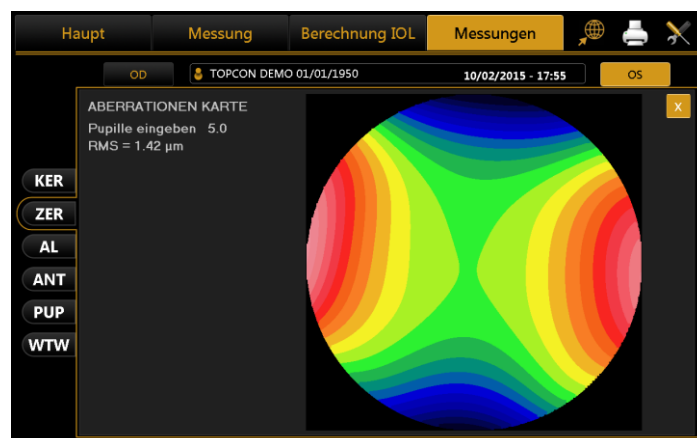 Haupt Messung Berechnung IOL Messungen
OD TOPCON DEMO 01/01/1950 10/02/2015 - 17:55 OS
ABERRATIONEN KARTE X
Pupille eingeben 5.0
RMS = 1.42 µm
KER
ZER
AL
ANT
PUP
WTW